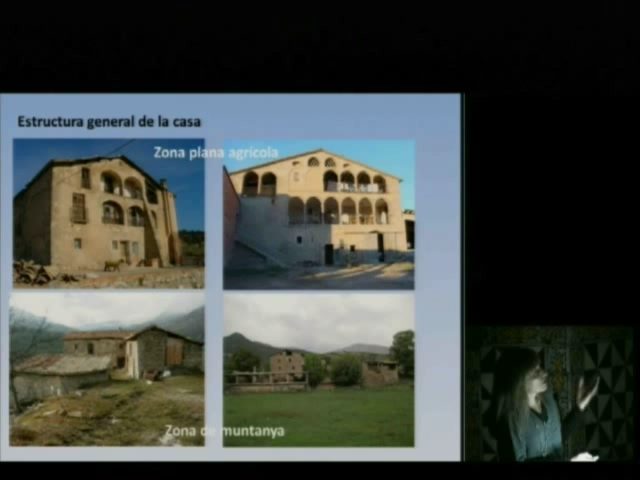 Estructura general de la casa
Zona plana agrícola
Zona de muntanya